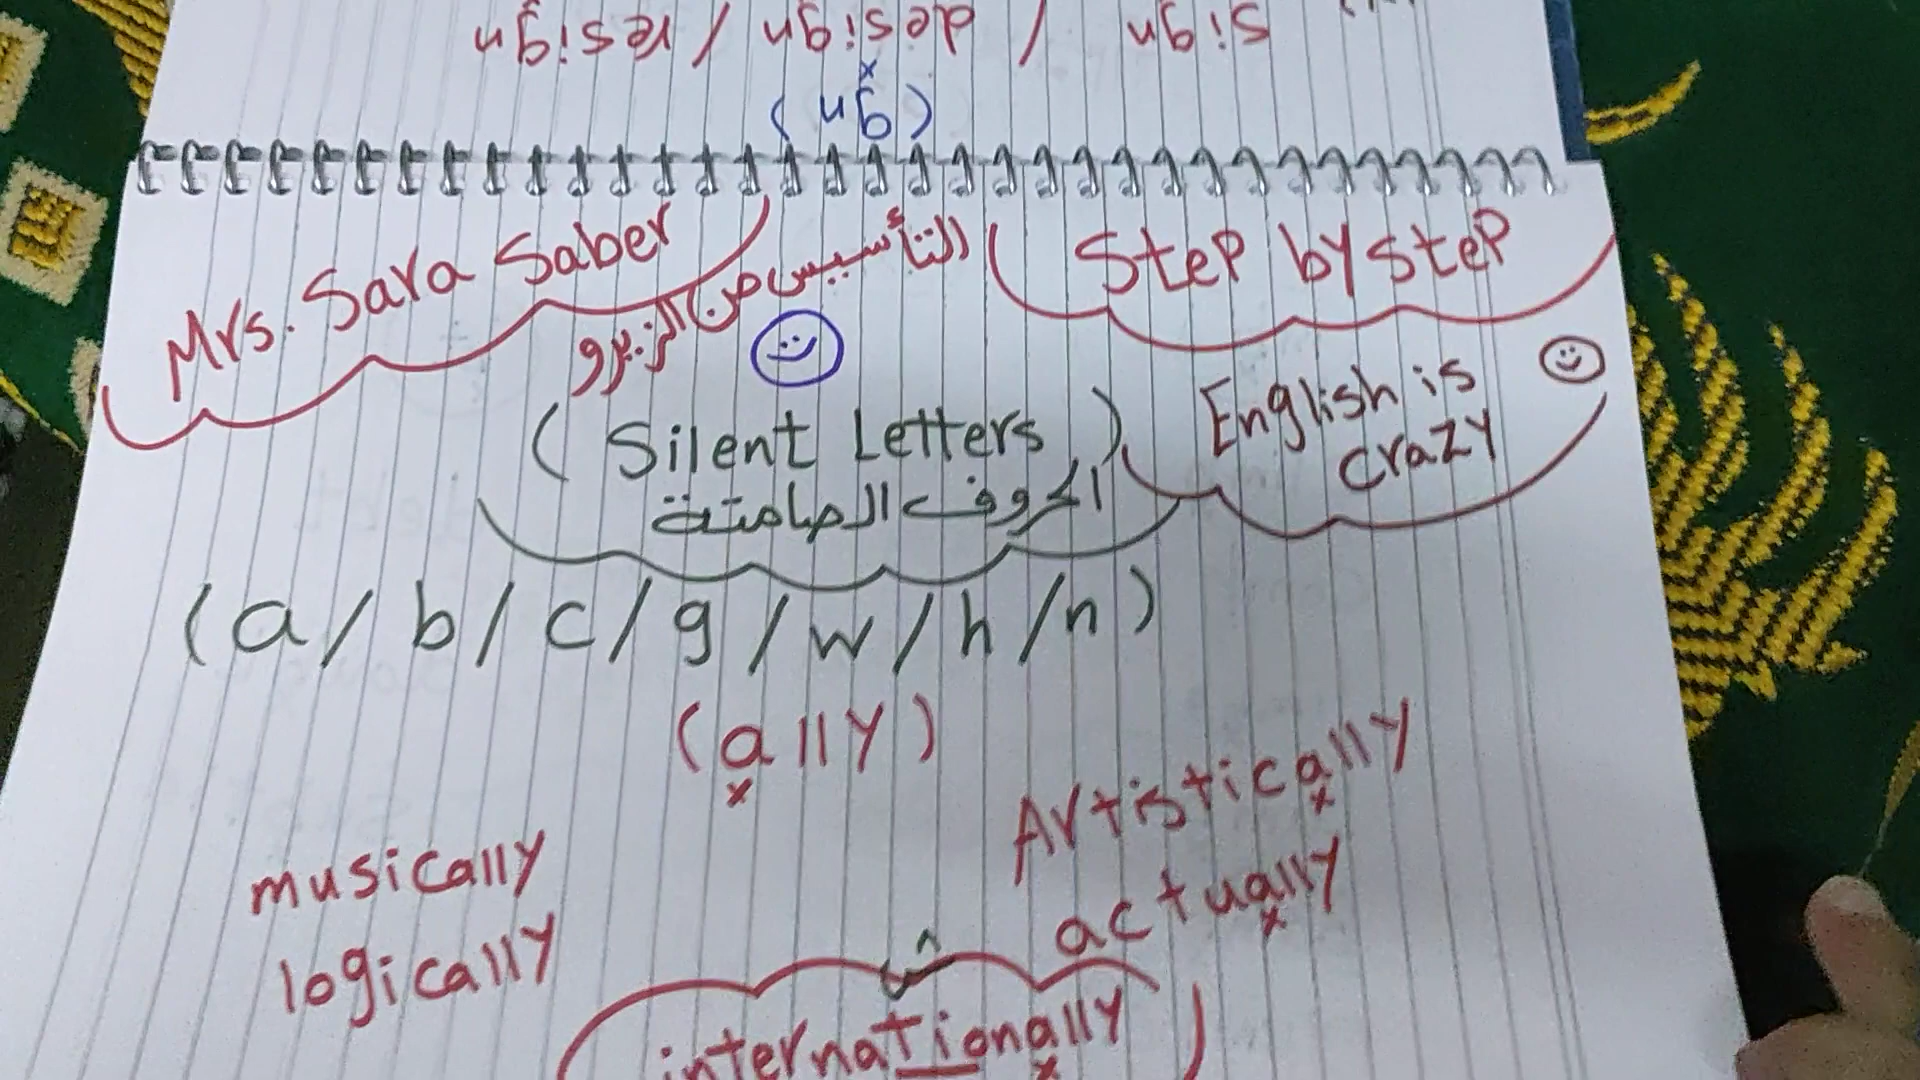 sign / design / resign
(gn)
x
Mrs. Sara Saber
التأسيس من الزيرو
Step by step
English is
crazy
(Silent Letters)
الحروف الصامتة
(a/ b/ c/ g/ w/ h/n)
(ally)
x
Artistically
x
musically
actually
x
logically
ش
internationally
x